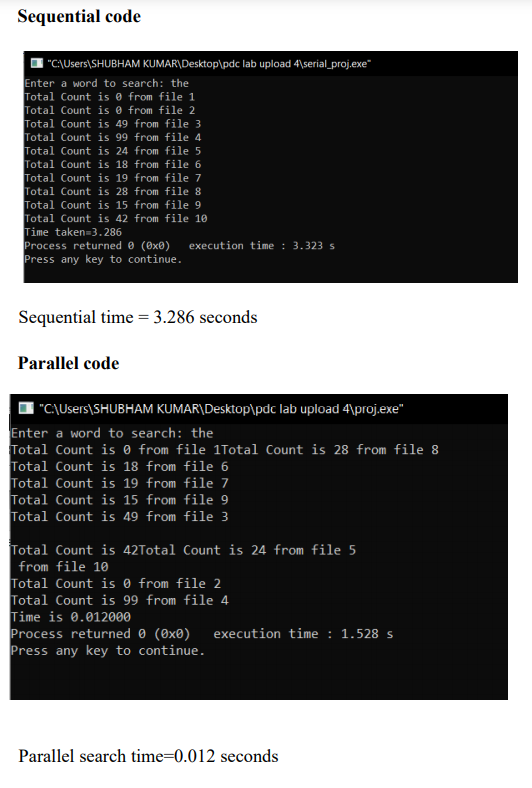 Sequential code
"C:\Users\SHUBHAM KUMAR\Desktop\pdc lab upload 4\serial_proj.exe"
Enter a word to search: the
Total Count is 0 from file 1
Total Count is 0 from file 2
Total Count is 49 from file 3
Total Count is 99 from file 4
Total Count is 24 from file 5
Total Count is 18 from file 6
Total Count is 19 from file 7
Total Count is 28 from file 8
Total Count is 15 from file 9
Total Count is 42 from file 10
Time taken=3.286
Process returned 0 (0x0)   execution time : 3.323 s
Press any key to continue.
Sequential time = 3.286 seconds
Parallel code
"C:\Users\SHUBHAM KUMAR\Desktop\pdc lab upload 4\proj.exe"
Enter a word to search: the
Total Count is 0 from file 1Total Count is 28 from file 8
Total Count is 18 from file 6
Total Count is 19 from file 7
Total Count is 15 from file 9
Total Count is 49 from file 3
Total Count is 42Total Count is 24 from file 5
 from file 10
Total Count is 0 from file 2
Total Count is 99 from file 4
Time is 0.012000
Process returned 0 (0x0)   execution time : 1.528 s
Press any key to continue.
Parallel search time=0.012 seconds